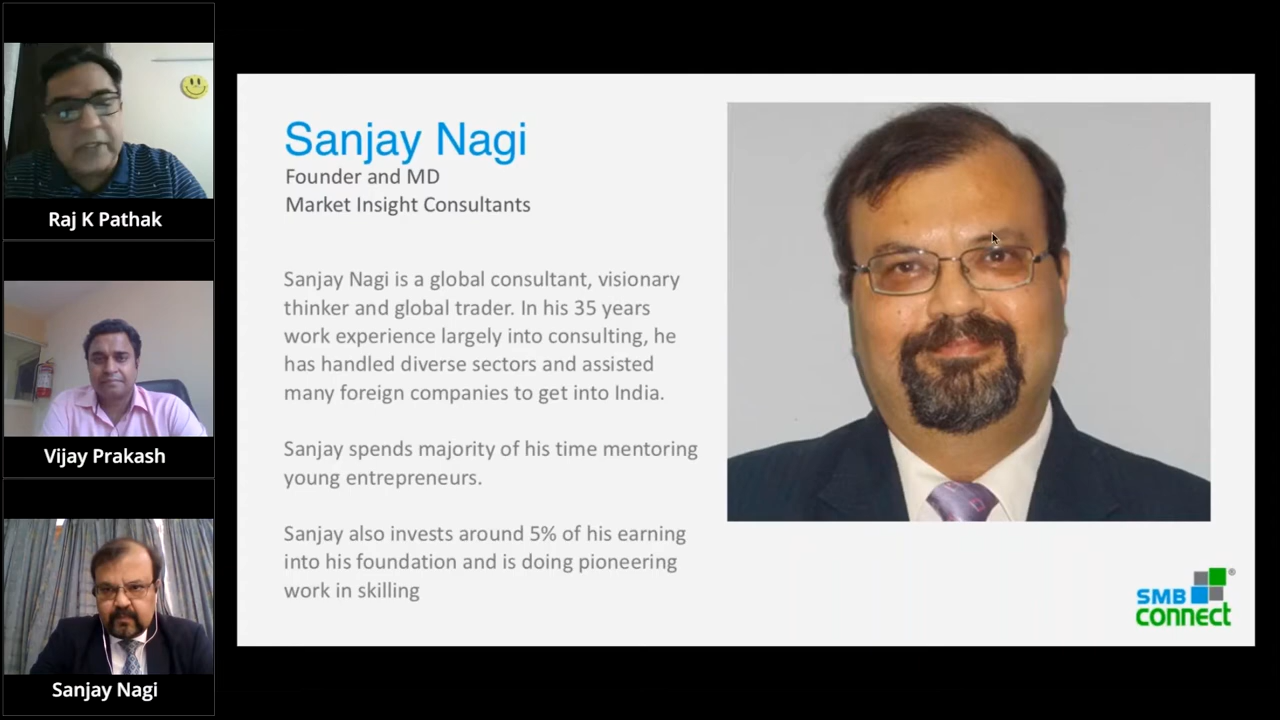 Raj K Pathak
Vijay Prakash
Sanjay Nagi
Sanjay Nagi
Founder and MD
Market Insight Consultants
Sanjay Nagi is a global consultant, visionary
thinker and global trader. In his 35 years
work experience largely into consulting, he
has handled diverse sectors and assisted
many foreign companies to get into India.
Sanjay spends majority of his time mentoring
young entrepreneurs.
Sanjay also invests around 5% of his earning
into his foundation and is doing pioneering
work in skilling
SMB
connect®